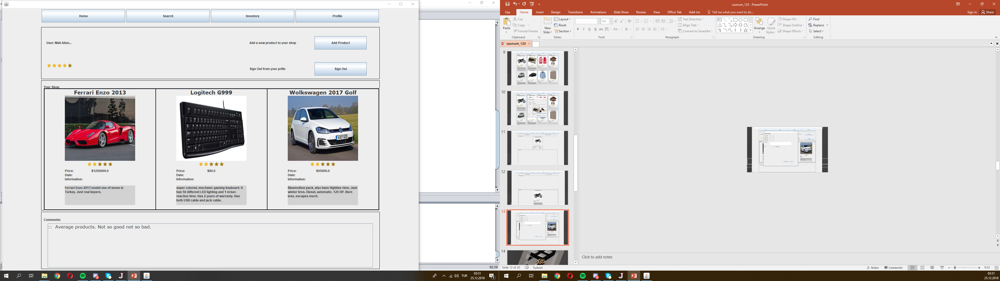 Home
Search
Inventory
Profile
User: Mali Altun...
Add a new product to your shop
Add Product
Sign Out from your prifle
Sign Out
Your Shop:
Ferrari Enzo 2013
Price: $1250000.0
Date:
Information:
Ferrari Enzo 2013 model one of seven in
Turkey. Just real buyers.
Logitech G999
Price: $80.0
Date:
Information:
super colored, mechanic gaming keyboard. It
has 50 different LED lighting and 1 m/sec
reaction time. Has 2 years of warranty. Has
both USB cable and jack cable.
Wolkswagen 2017 Golf
KX17 OZD
Price: $95000.0
Date:
Information:
Bluemotiion pack, also have Highline rims. Just
winter tires. Diesel, automatic. 125 HP. Burn
less, escapes much.
Comments:
:: Average products. Not so good not so bad.
82:29
TUR
03:31
25.12.2018
csunum_123 - PowerPoint
File
Home
Insert
Design
Transitions
Animations
Slide Show
Review
View
Office Tab
Add-ins
Tell me what you want to do...
Sign in
Share
Paste
Cut
Copy
Format Painter
Clipboard
New
Slide
Layout
Reset
Section
Slides
14+
B I U S abc AV Aa A
Font
Text Direction
Align Text
Convert to SmartArt
Paragraph
Arrange
Quick
Styles
Shape Fill
Shape Outline
Shape Effects
Drawing
Find
Replace
Select
Editing
csunum_123
9
10
11
12
13
14
Click to add notes
Slide 13 of 20
Turkish
Notes
Comments
%33
03:31
25.12.2018